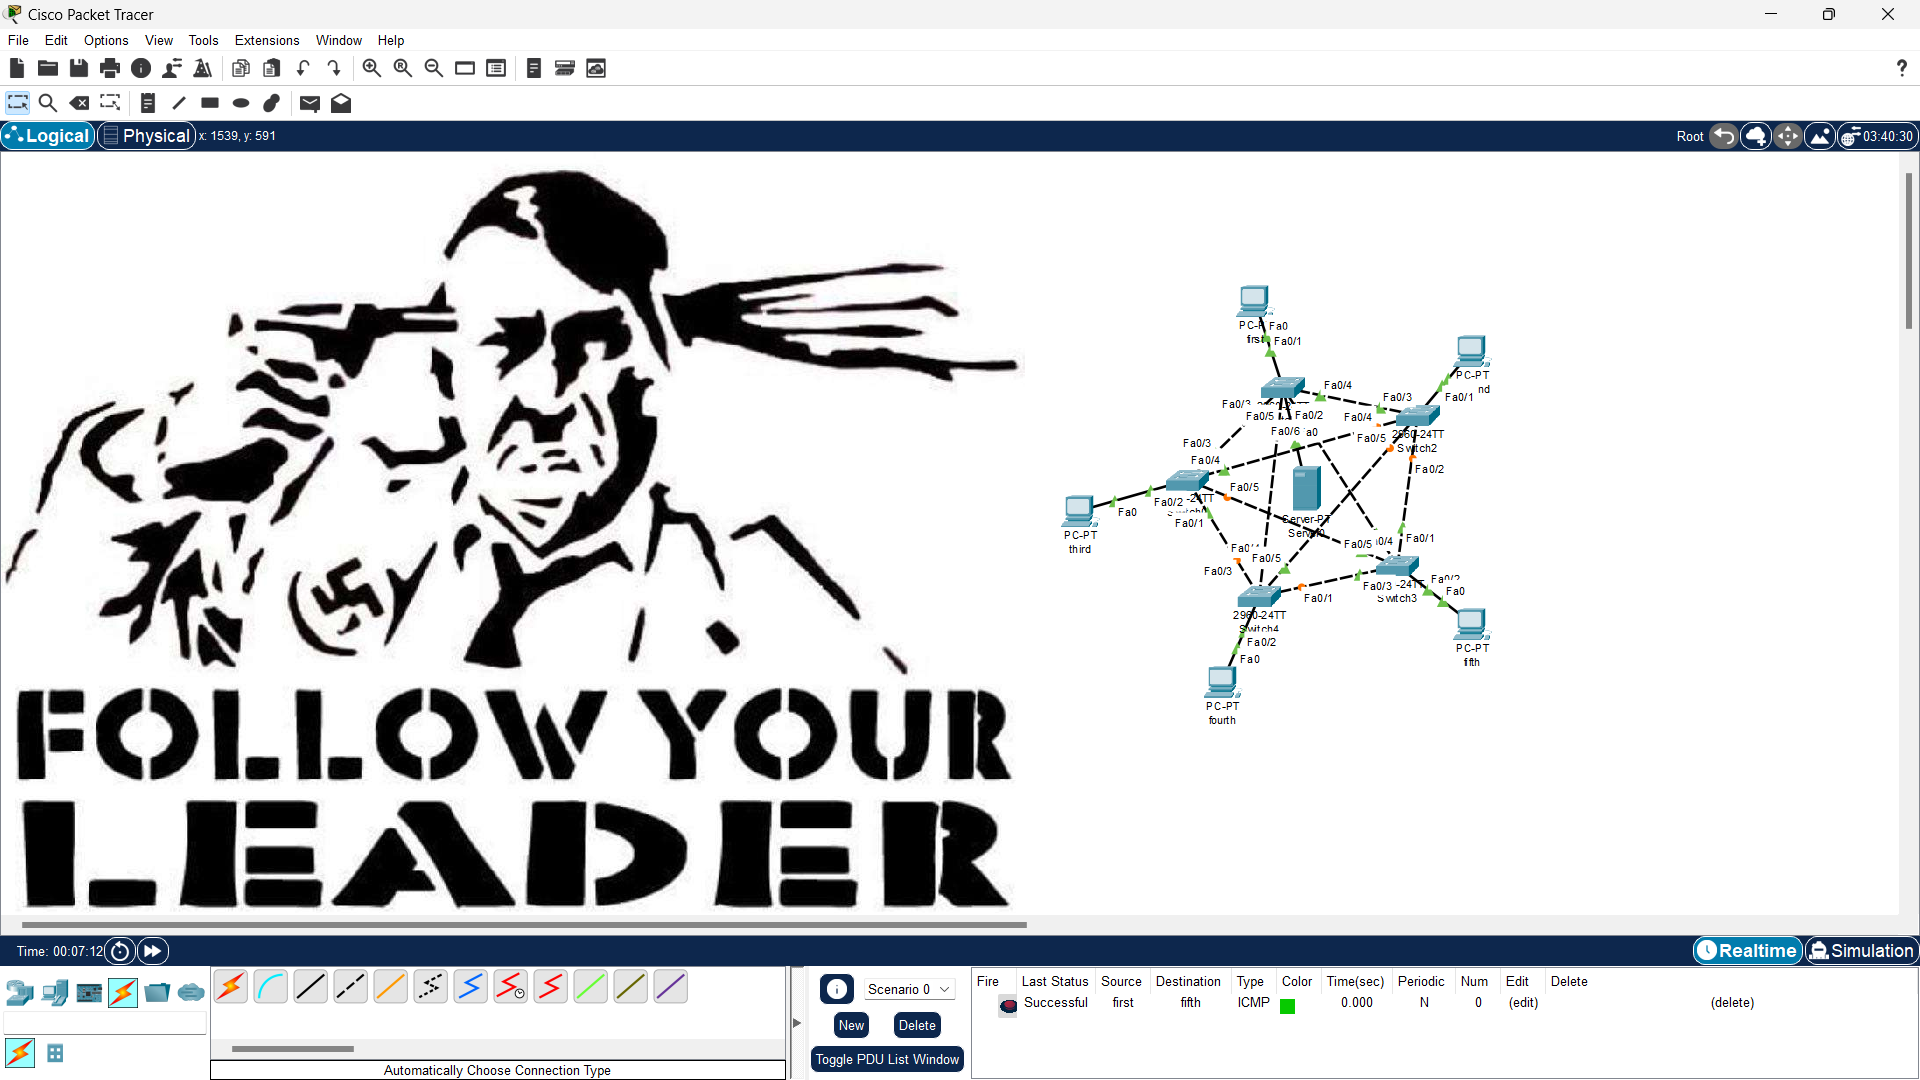 Cisco Packet Tracer
File Edit Options View Tools Extensions Window Help
Logical Physical x: 1539, y: 591 Root 03:40:30
FOLLOW YOUR
LEADER
PC-PT Fa0
first Fa0/1
PC-PT
nd
Fa0/4 Fa0/3 Fa0/1
Fa0/3 Fa0/5 Fa0/2 Fa0/4
Fa0/6 Fa0/5 2960-24TT
Switch2
Fa0/3
Fa0/4 Fa0/2
Fa0/5
Fa0/2 -24TT
Fa0 Fa0/1
Server-PT
Server0
PC-PT
third
Fa0/5 Fa0/1
Fa0/5
Fa0/3 Fa0/3 -24TT Fa0/2
Fa0/1 Switch3 Fa0
2960-24TT
Switch4
Fa0/2
Fa0
PC-PT
fifth
PC-PT
fourth
Time: 00:07:12 Realtime Simulation
Scenario 0
New Delete
Toggle PDU List Window
Automatically Choose Connection Type
Fire Last Status Source Destination Type Color Time(sec) Periodic Num Edit Delete
Successful first fifth ICMP 0.000 N 0 (edit) (delete)